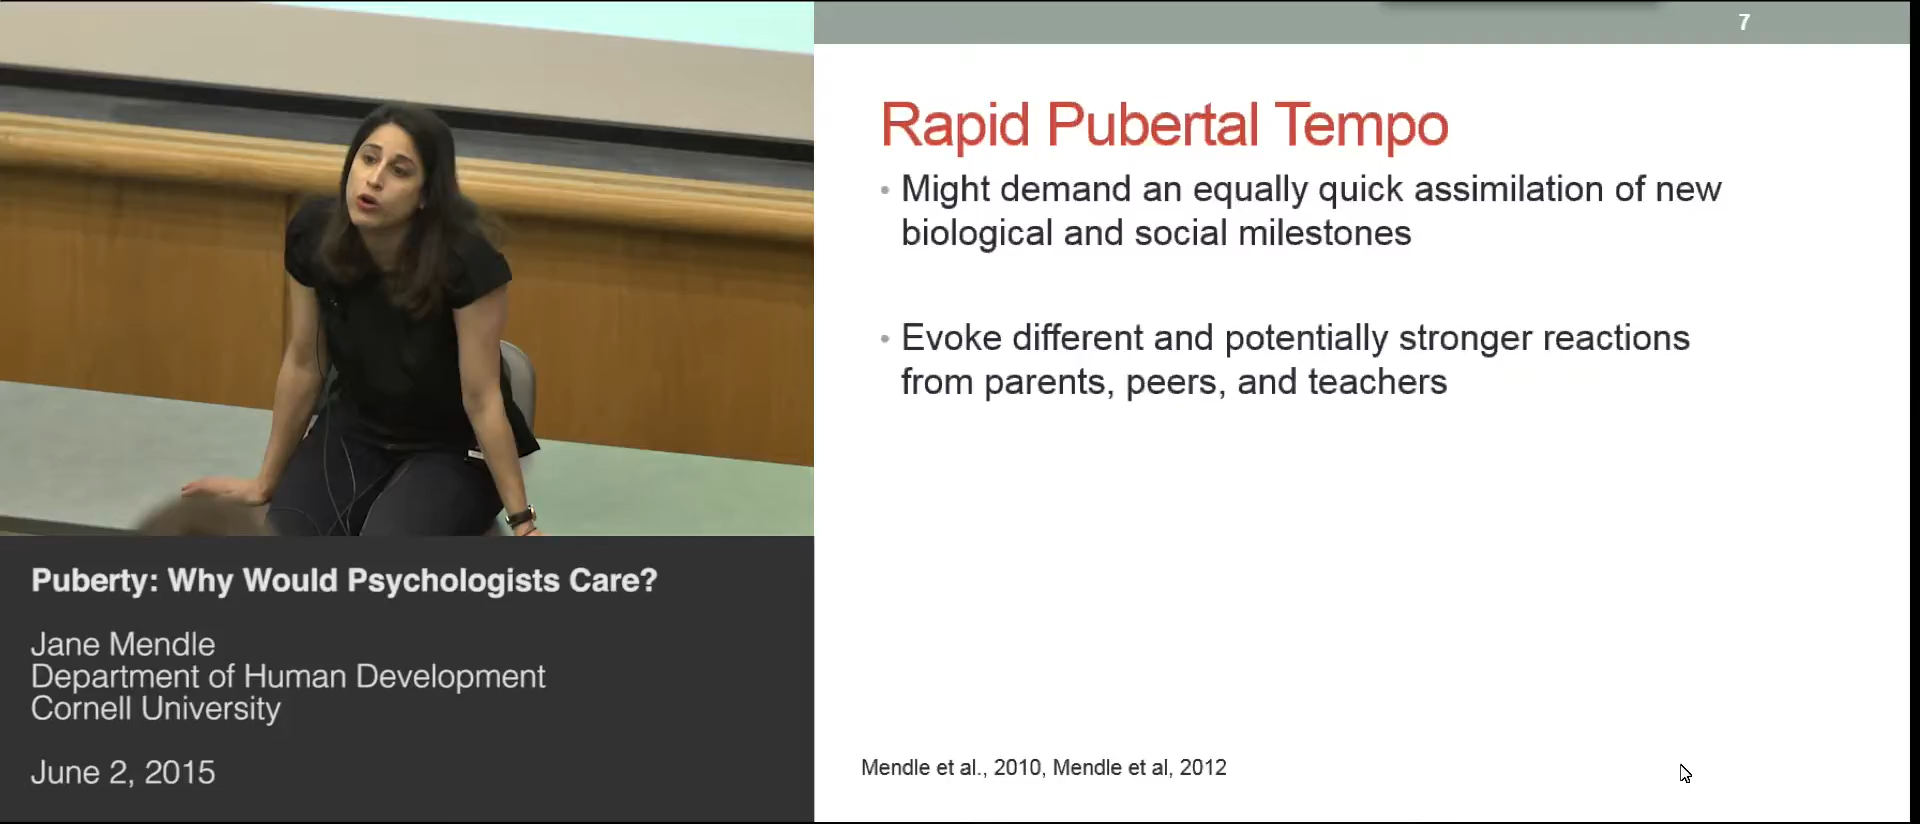 7
Rapid Pubertal Tempo
• Might demand an equally quick assimilation of new
biological and social milestones
• Evoke different and potentially stronger reactions
from parents, peers, and teachers
Mendle et al., 2010, Mendle et al, 2012
Puberty: Why Would Psychologists Care?
Jane Mendle
Department of Human Development
Cornell University
June 2, 2015